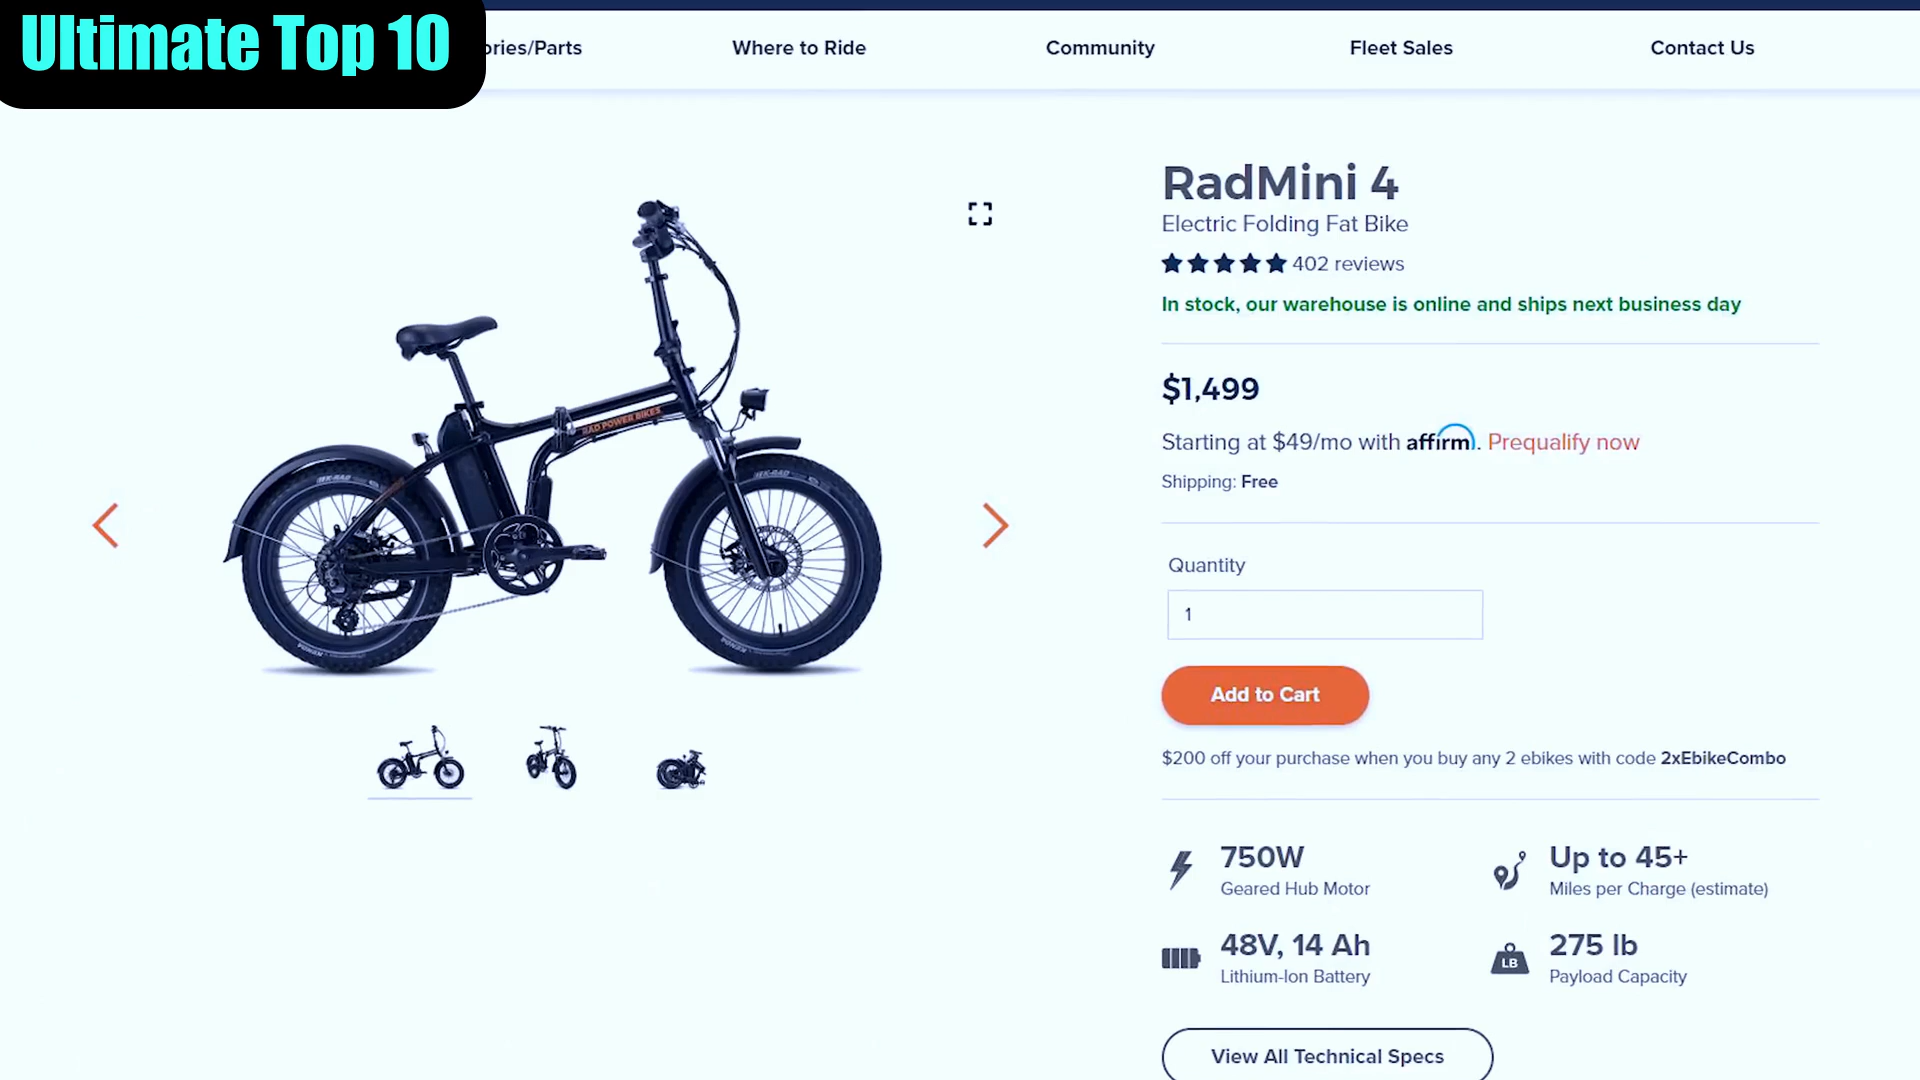 Ultimate Top 10
ories/Parts
Where to Ride
Community
Fleet Sales
Contact Us
RadMini 4
Electric Folding Fat Bike
402 reviews
In stock, our warehouse is online and ships next business day
$1,499
Starting at $49/mo with affirm. Prequalify now
Shipping: Free
Quantity
1
Add to Cart
$200 off your purchase when you buy any 2 ebikes with code 2xEbikeCombo
750W
Geared Hub Motor
Up to 45+
Miles per Charge (estimate)
48V, 14 Ah
Lithium-Ion Battery
LB
275 lb
Payload Capacity
View All Technical Specs
RAD POWER BIKES
KENDA